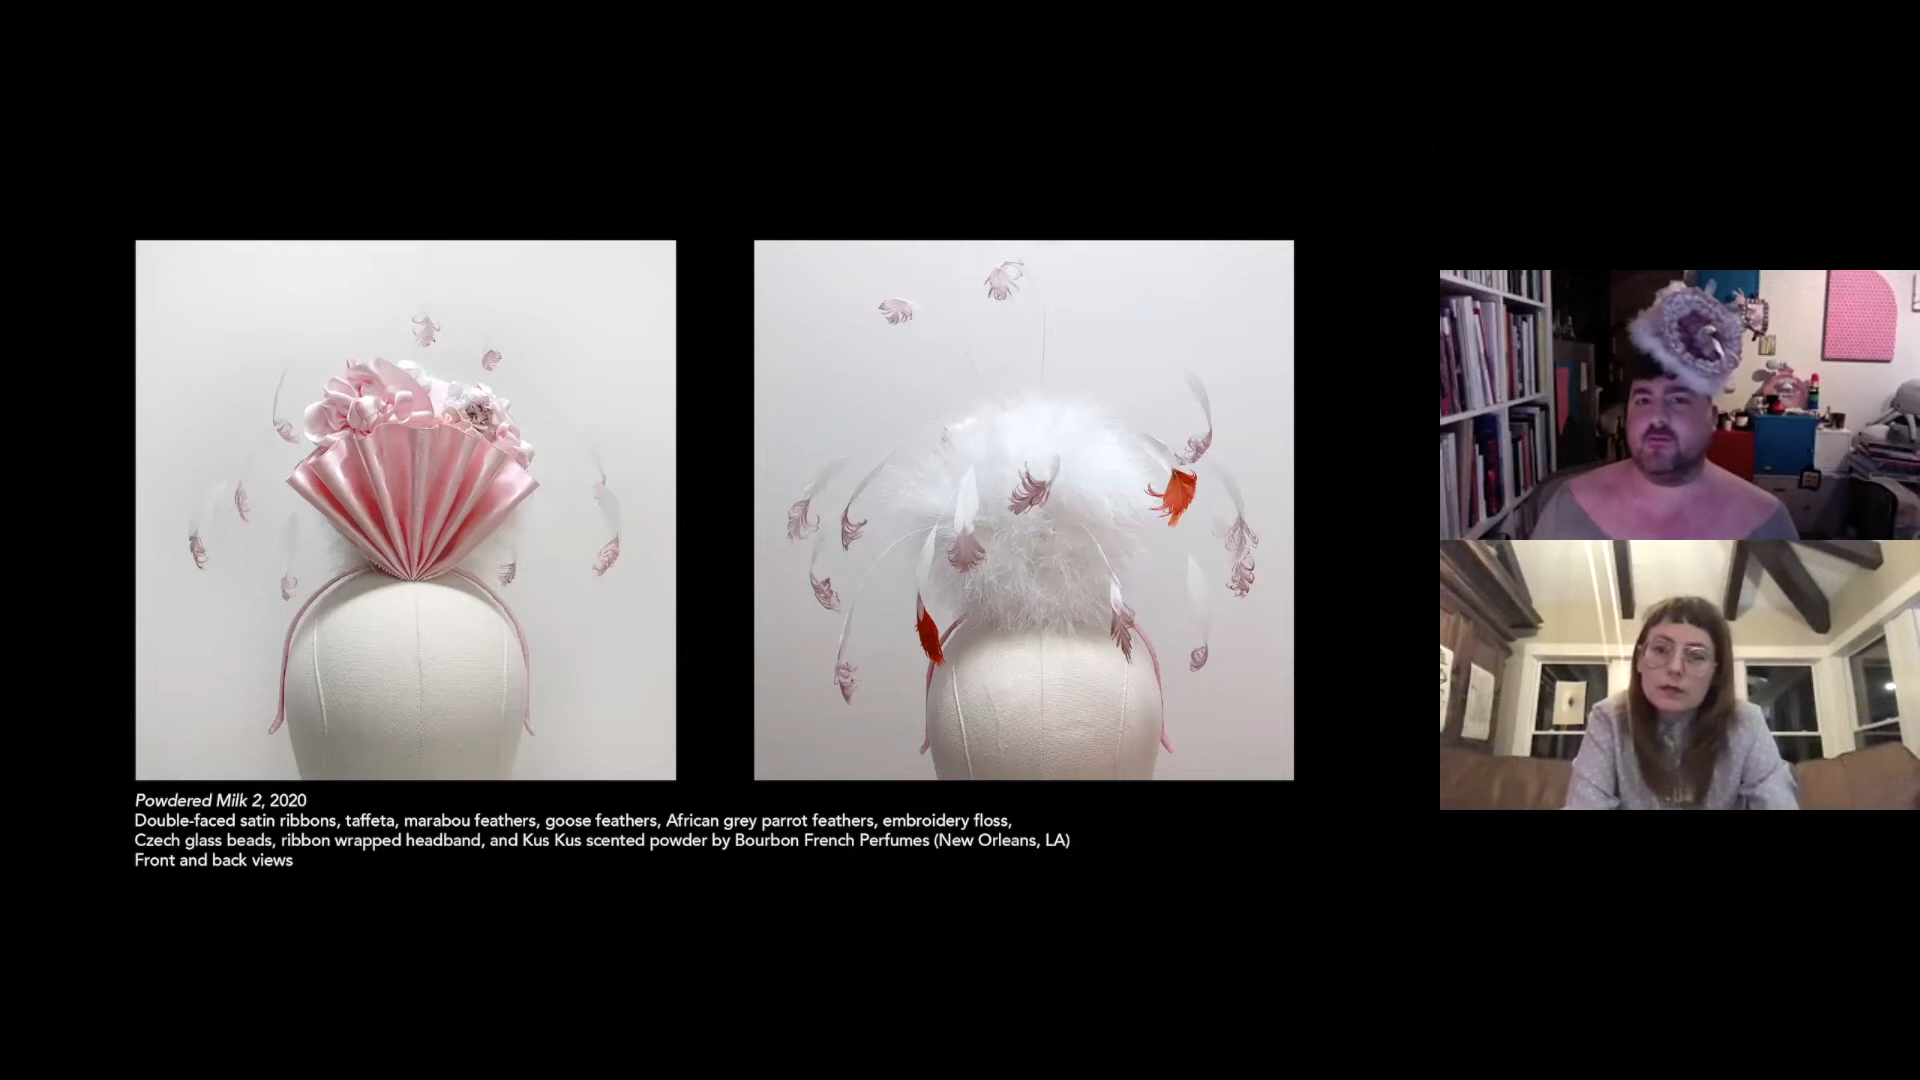 Powdered Milk 2, 2020
Double-faced satin ribbons, taffeta, marabou feathers, goose feathers, African grey parrot feathers, embroidery floss,
Czech glass beads, ribbon wrapped headband, and Kus Kus scented powder by Bourbon French Perfumes (New Orleans, LA)
Front and back views